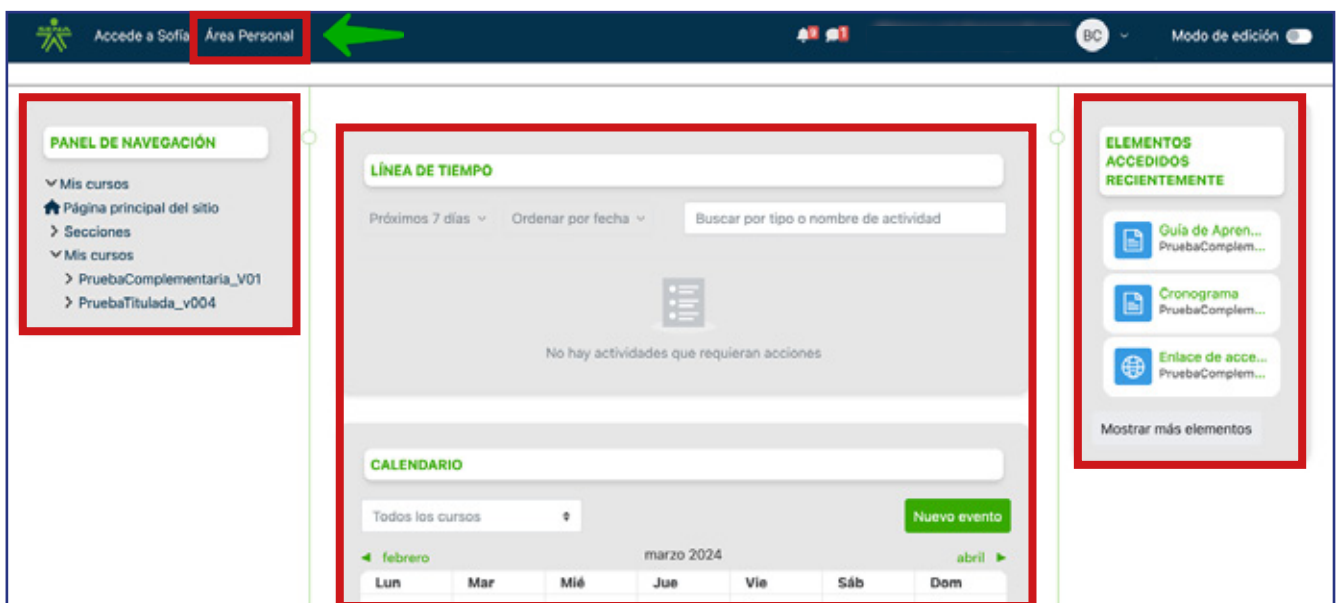 SENA
Accede a Sofía
Área Personal
BC
Modo de edición
PANEL DE NAVEGACIÓN
Mis cursos
Página principal del sitio
Secciones
Mis cursos
PruebaComplementaria_V01
PruebaTitulada_v004
LÍNEA DE TIEMPO
Próximos 7 días
Ordenar por fecha
Buscar por tipo o nombre de actividad
No hay actividades que requieran acciones
CALENDARIO
Todos los cursos
Nuevo evento
febrero
marzo 2024
abril
Lun Mar Mié Jue Vie Sáb Dom
ELEMENTOS
ACCEDIDOS
RECIENTEMENTE
Guía de Apren...
PruebaComplem...
Cronograma
PruebaComplem...
Enlace de acce...
PruebaComplem...
Mostrar más elementos